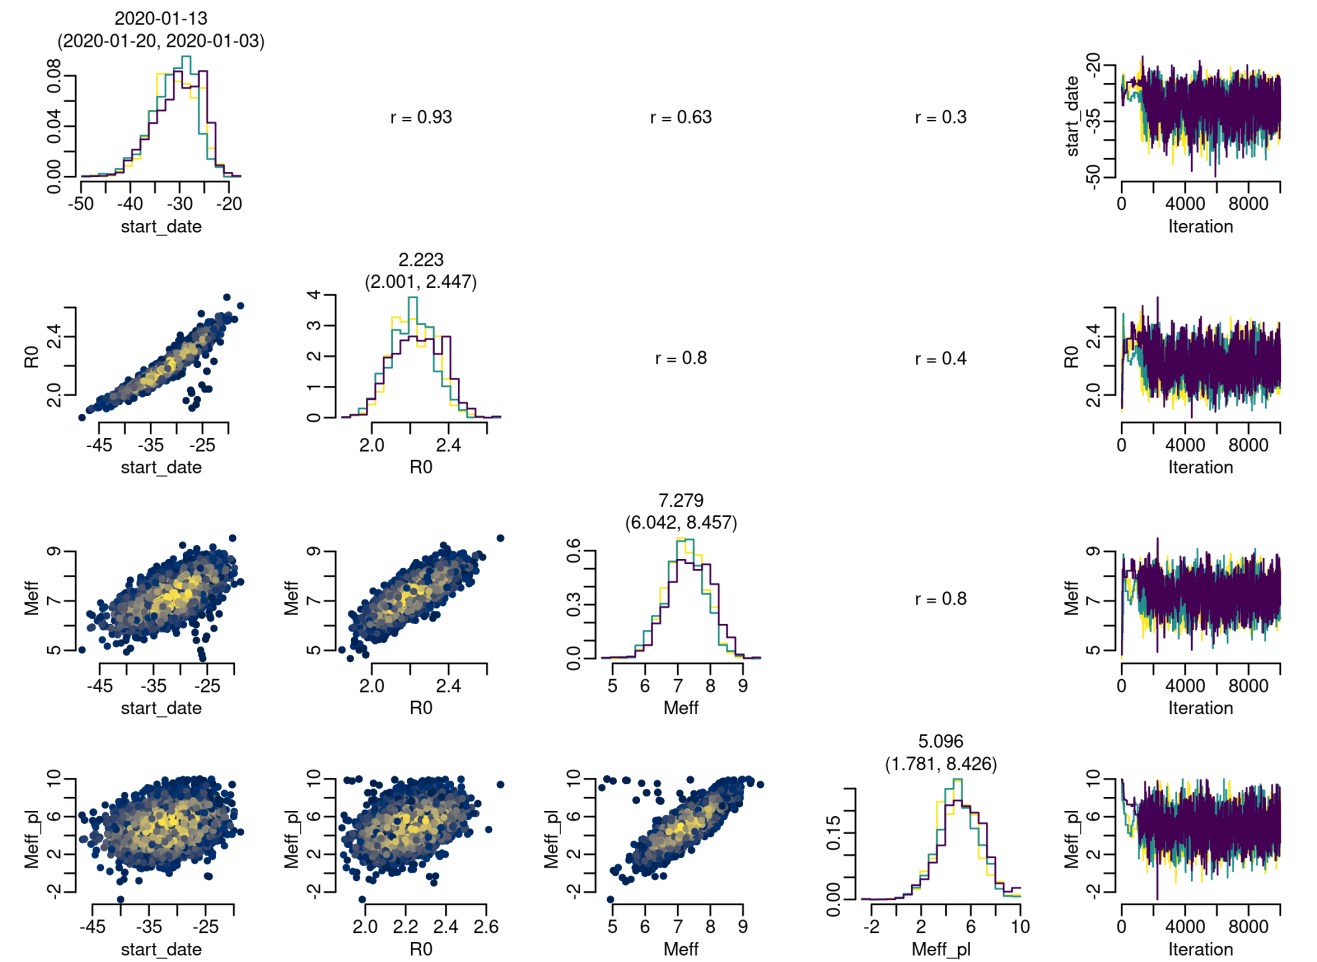 2020-01-13
(2020-01-20, 2020-01-03)
0.00 0.04 0.08
-50 -40 -30 -20
start_date
r = 0.93
r = 0.63
r = 0.3
start_date
-50 -35 -20
0 4000 8000
Iteration
R0
2.0 2.4
-45 -35 -25
start_date
2.223
(2.001, 2.447)
0 1 2 3 4
2.0 2.4
R0
r = 0.8
r = 0.4
R0
2.0 2.4
0 4000 8000
Iteration
Meff
5 7 9
-45 -35 -25
start_date
Meff
5 7 9
2.0 2.4
R0
7.279
(6.042, 8.457)
0.0 0.3 0.6
5 6 7 8 9
Meff
r = 0.8
Meff
5 7 9
0 4000 8000
Iteration
Meff_pl
-2 2 6 10
-45 -35 -25
start_date
Meff_pl
-2 2 6 10
2.0 2.2 2.4 2.6
R0
Meff_pl
-2 2 6 10
5 6 7 8 9
Meff
5.096
(1.781, 8.426)
0.00 0.15
-2 2 6 10
Meff_pl
Meff_pl
-2 2 6 10
0 4000 8000
Iteration